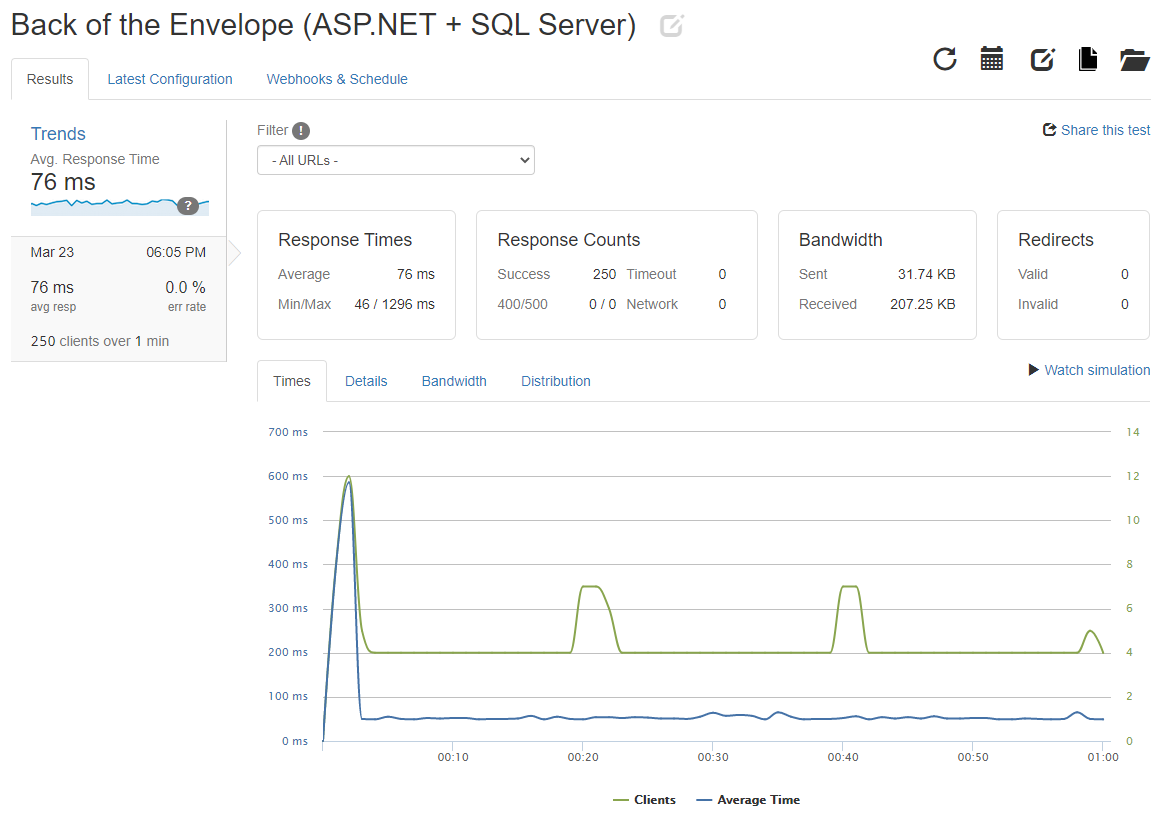 Back of the Envelope (ASP.NET + SQL Server)
Results Latest Configuration Webhooks & Schedule
Trends
Avg. Response Time
76 ms
?
Mar 23 06:05 PM
76 ms 0.0 %
avg resp err rate
250 clients over 1 min
Filter !
- All URLs -
Share this test
Response Times
Average 76 ms
Min/Max 46 / 1296 ms
Response Counts
Success 250 Timeout 0
400/500 0 / 0 Network 0
Bandwidth
Sent 31.74 KB
Received 207.25 KB
Redirects
Valid 0
Invalid 0
Times Details Bandwidth Distribution
Watch simulation
700 ms 14
600 ms 12
500 ms 10
400 ms 8
300 ms 6
200 ms 4
100 ms 2
0 ms 0
00:10 00:20 00:30 00:40 00:50 01:00
Clients Average Time